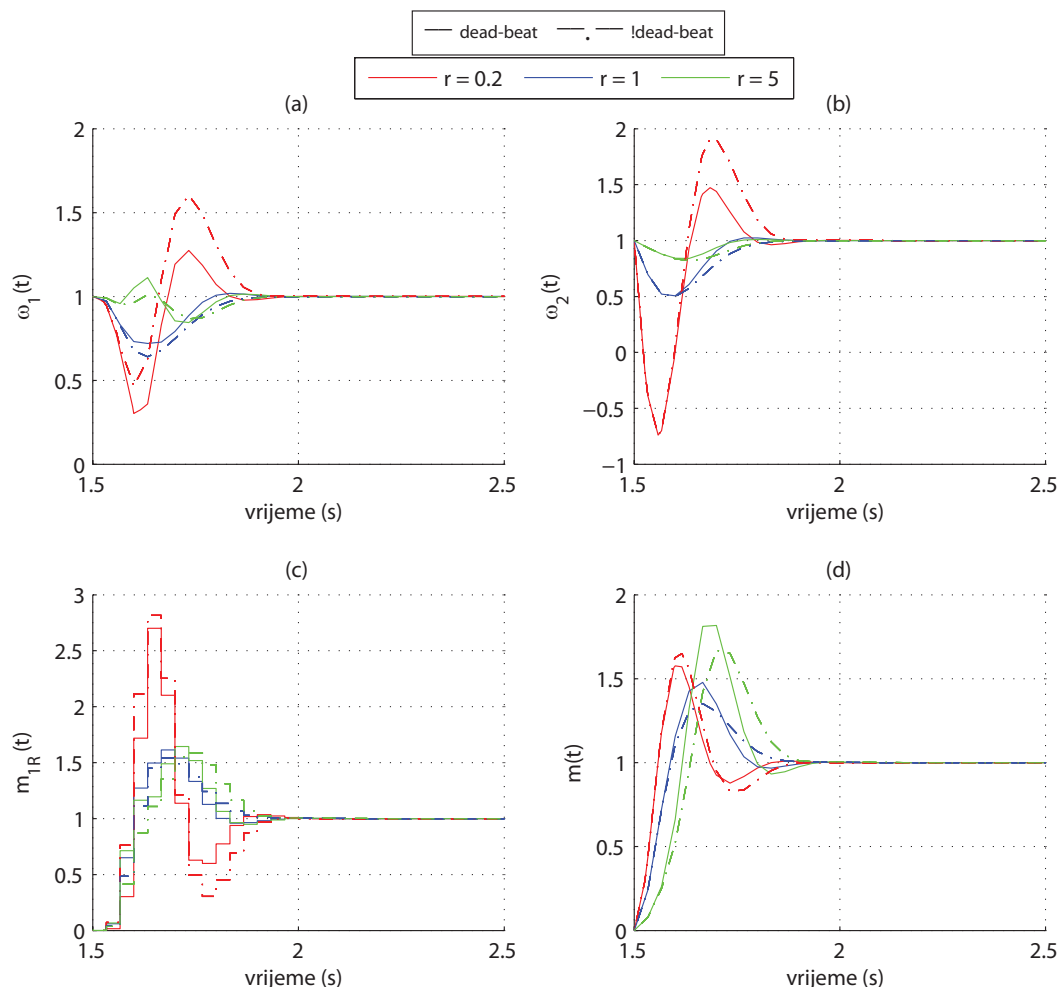 dead-beat !dead-beat
r = 0.2 r = 1 r = 5
(a)
2
1.5
1
0.5
0
ω1(t)
1.5 2 2.5
vrijeme (s)
(b)
2
1.5
1
0.5
0
−0.5
−1
ω2(t)
1.5 2 2.5
vrijeme (s)
(c)
3
2.5
2
1.5
1
0.5
0
m1R(t)
1.5 2 2.5
vrijeme (s)
(d)
2
1.5
1
0.5
0
m(t)
1.5 2 2.5
vrijeme (s)